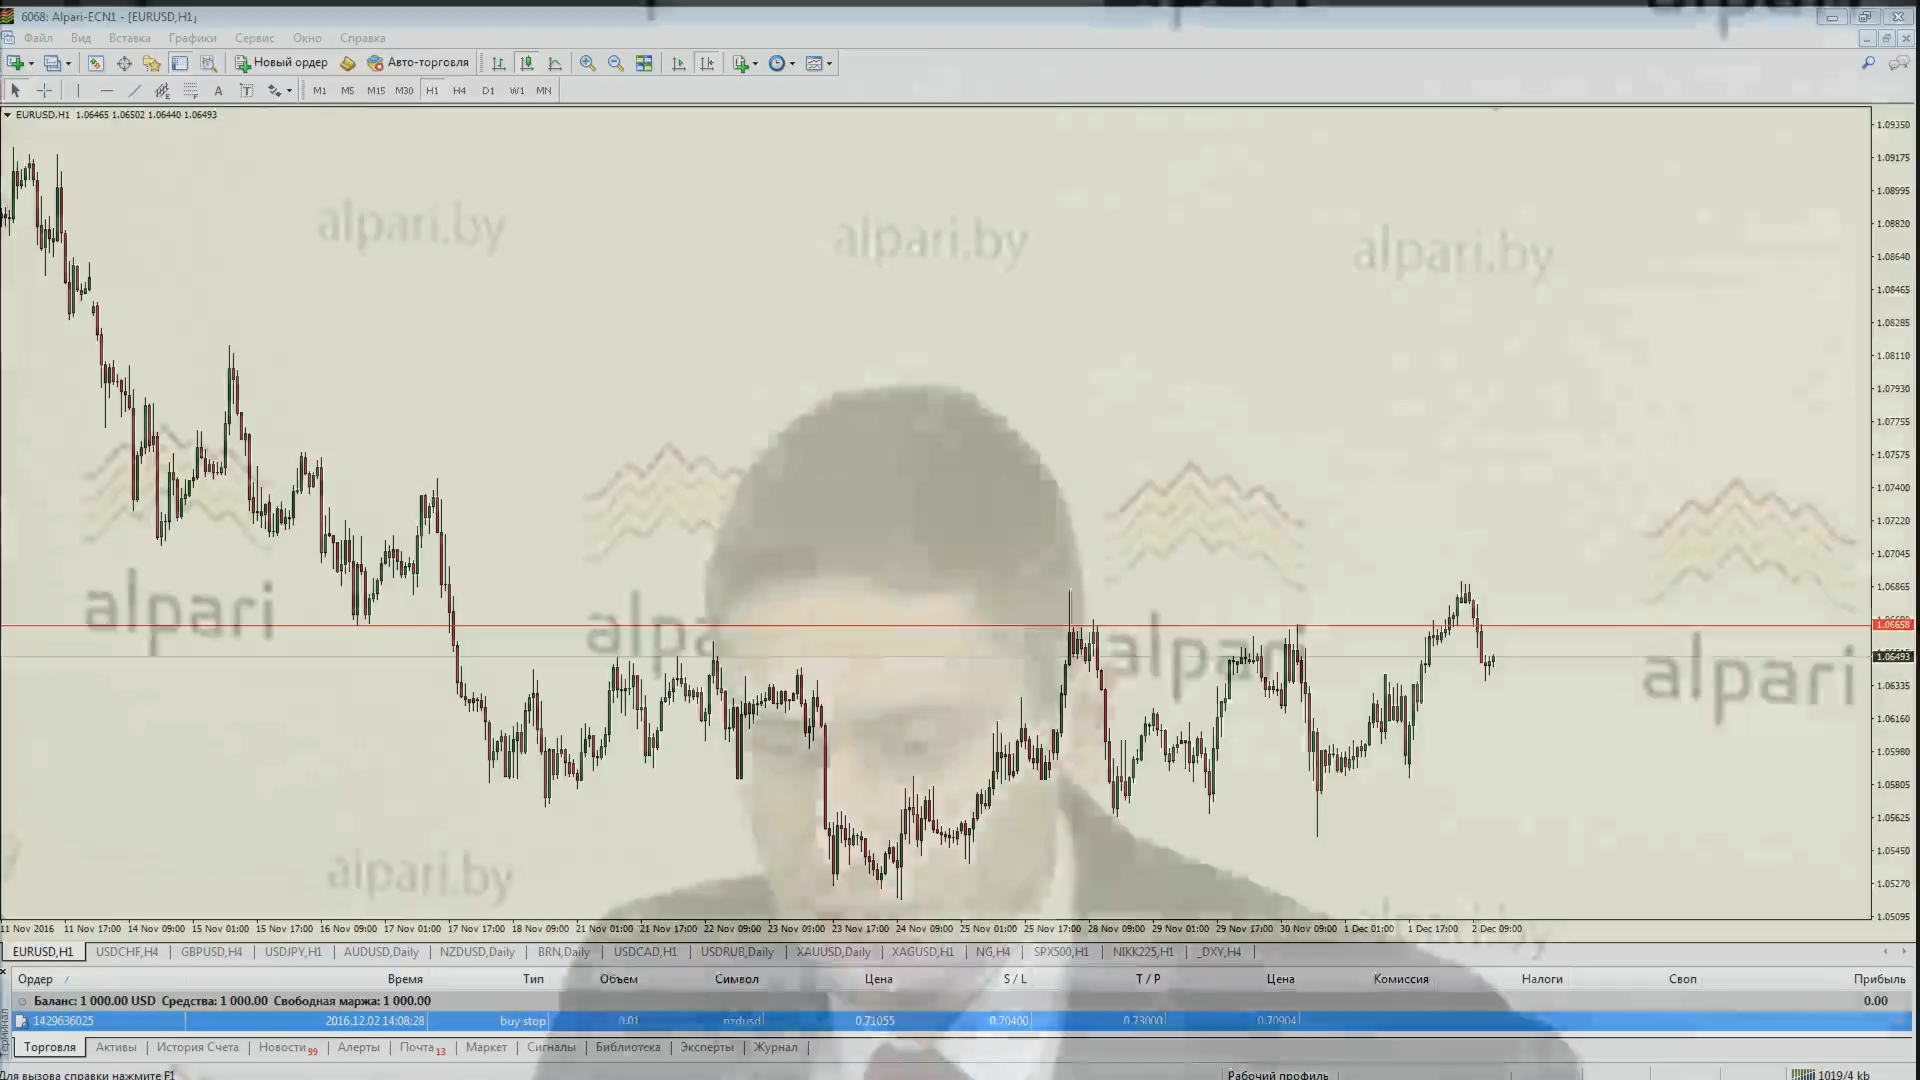 6068: Alpari-ECN1 - [EURUSD,H1]
Файл Вид Вставка Графики Сервис Окно Справка
Новый ордер Авто-торговля
A T M1 M5 M15 M30 H1 H4 D1 W1 MN
EURUSD,H1 1.06465 1.06502 1.06440 1.06493
1.09350
1.09175
1.08995
1.08820
1.08640
1.08465
1.08285
1.08110
1.07930
1.07755
1.07575
1.07400
1.07220
1.07045
1.06865
1.06658
1.06493
1.06335
1.06160
1.05980
1.05805
1.05625
1.05450
1.05270
1.05095
alpari.by alpari.by alpari.by
alpari alpari alpari
alpari.by alpari.by
11 Nov 2016 11 Nov 17:00 14 Nov 09:00 15 Nov 01:00 15 Nov 17:00 16 Nov 09:00 17 Nov 01:00 17 Nov 17:00 18 Nov 09:00 21 Nov 01:00 21 Nov 17:00 22 Nov 09:00 23 Nov 01:00 23 Nov 17:00 24 Nov 09:00 25 Nov 01:00 25 Nov 17:00 28 Nov 09:00 29 Nov 01:00 29 Nov 17:00 30 Nov 09:00 1 Dec 01:00 1 Dec 17:00 2 Dec 09:00
EURUSD,H1 USDCHF,H4 GBPUSD,H4 USDJPY,H1 AUDUSD,Daily NZDUSD,Daily BRN,Daily USDCAD,H1 USDRUB,Daily XAUUSD,Daily XAGUSD,H1 NG,H4 SPX500,H1 NIKK225,H1 _DXY,H4
Ордер / Время Тип Объем Символ Цена S / L T / P Цена Комиссия Налоги Своп Прибыль
Баланс: 1 000.00 USD Средства: 1 000.00 Свободная маржа: 1 000.00 0.00
1429636025 2016.12.02 14:08:28 buy stop 0.01 nzdusd 0.71055 0.70400 0.73000 0.70904
Терминал
Торговля Активы История Счета Новости 99 Алерты Почта 13 Маркет Сигналы Библиотека Эксперты Журнал
Для вызова справки нажмите F1 Рабочий профиль 1019/4 kb